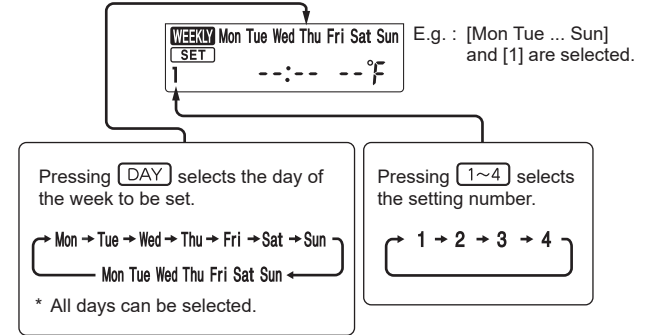 WEEKLY Mon Tue Wed Thu Fri Sat Sun
SET
1 --:-- --°F
E.g. : [Mon Tue ... Sun]
and [1] are selected.
Pressing DAY selects the day of
the week to be set.
Mon → Tue → Wed → Thu → Fri → Sat → Sun
Mon Tue Wed Thu Fri Sat Sun
* All days can be selected.
Pressing 1~4 selects
the setting number.
1 → 2 → 3 → 4